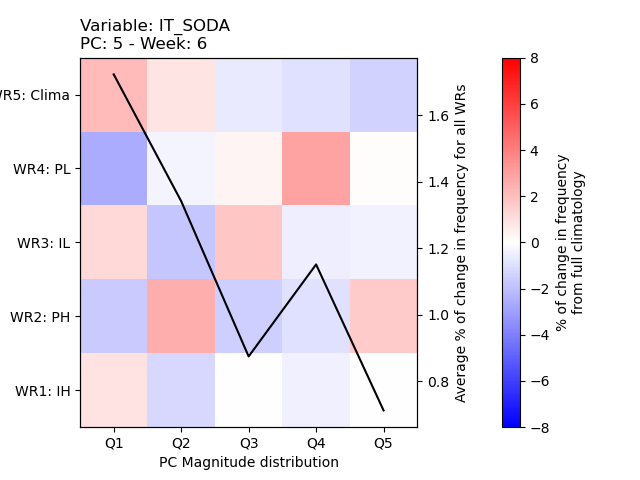 Variable: IT_SODA
PC: 5 - Week: 6
WR5: Clima
WR4: PL
WR3: IL
WR2: PH
WR1: IH
Q1 Q2 Q3 Q4 Q5
PC Magnitude distribution
1.6
1.4
1.2
1.0
0.8
Average % of change in frequency for all WRs
8
6
4
2
0
−2
−4
−6
−8
% of change in frequency
from full climatology